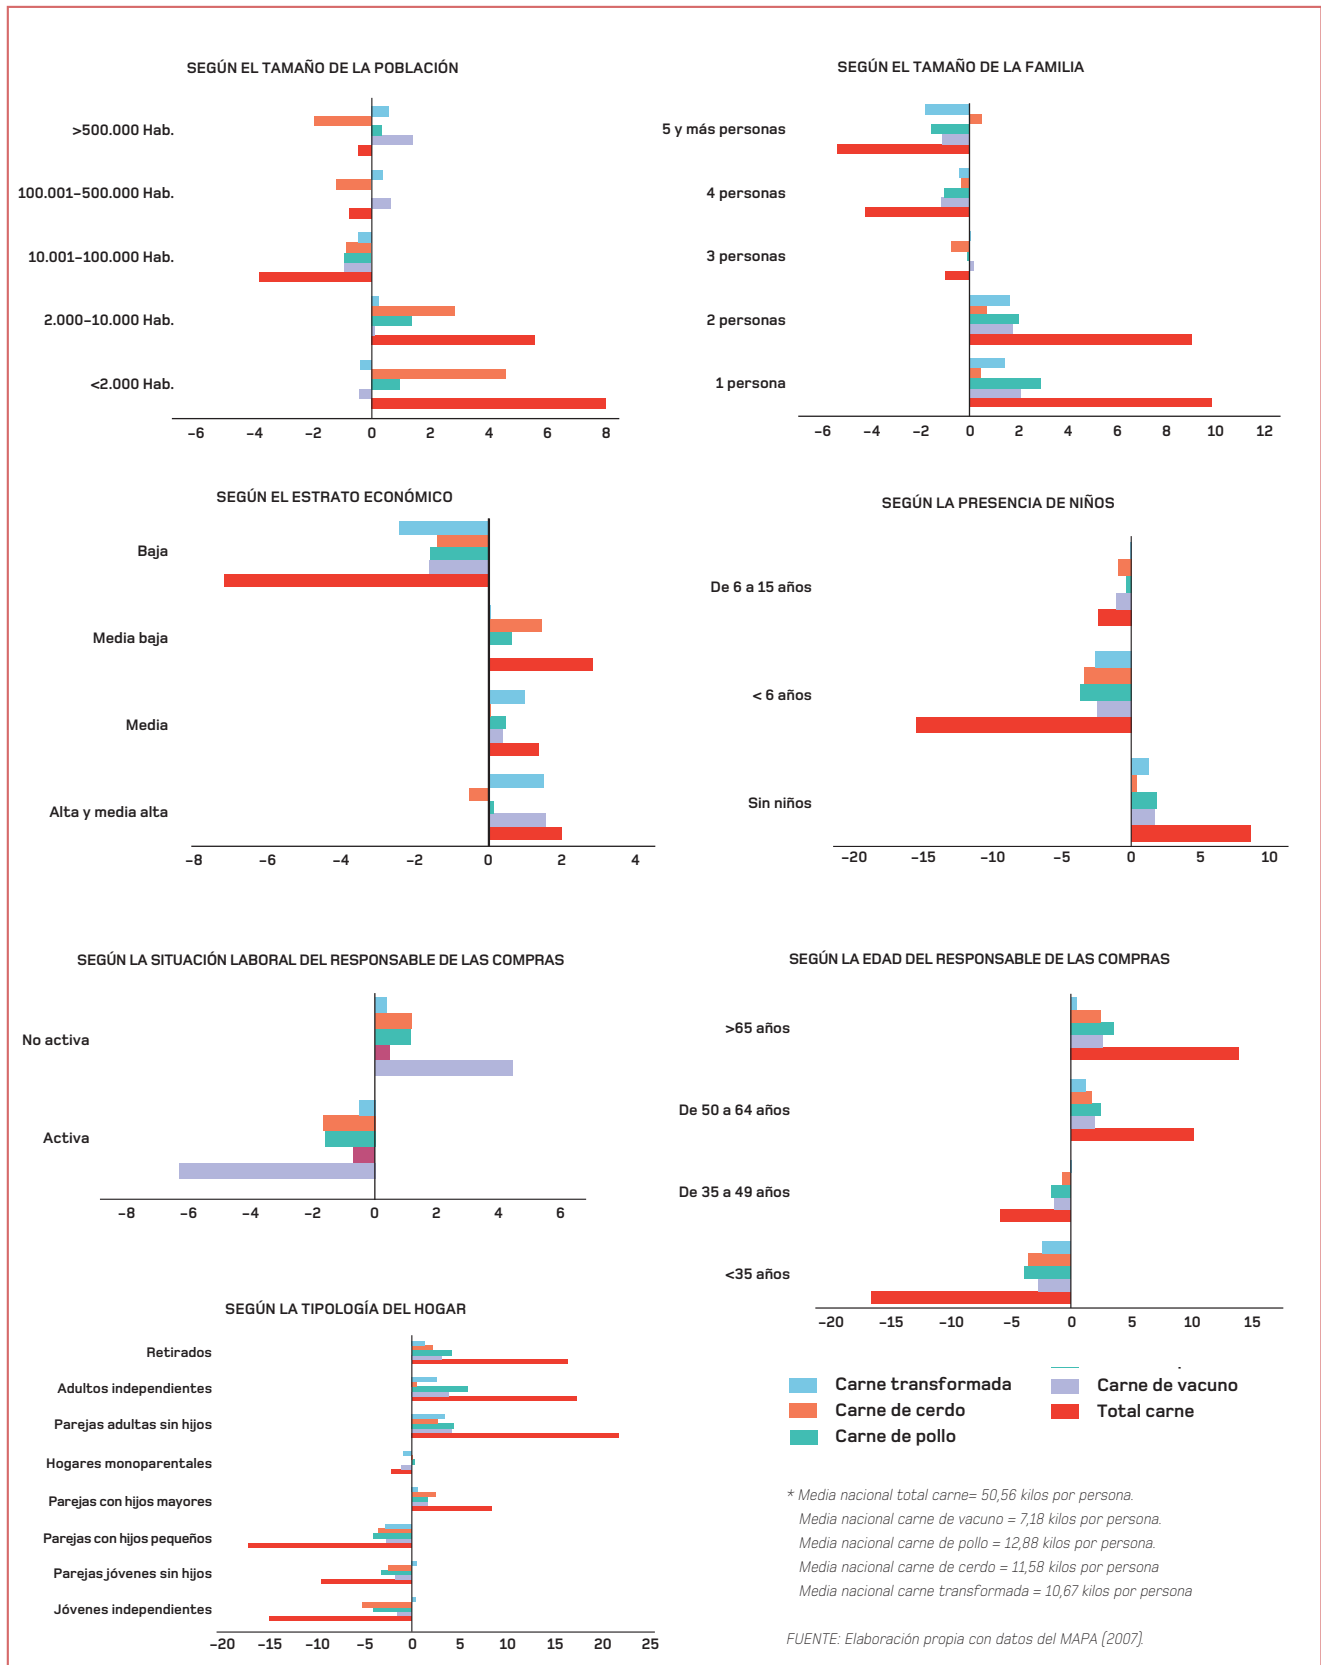 SEGÚN EL TAMAÑO DE LA POBLACIÓN
>500.000 Hab.
100.001–500.000 Hab.
10.001–100.000 Hab.
2.000–10.000 Hab.
<2.000 Hab.
–6 –4 –2 0 2 4 6 8
SEGÚN EL TAMAÑO DE LA FAMILIA
5 y más personas
4 personas
3 personas
2 personas
1 persona
–6 –4 –2 0 2 4 6 8 10 12
SEGÚN EL ESTRATO ECONÓMICO
Baja
Media baja
Media
Alta y media alta
–8 –6 –4 –2 0 2 4
SEGÚN LA PRESENCIA DE NIÑOS
De 6 a 15 años
< 6 años
Sin niños
–20 –15 –10 –5 0 5 10
SEGÚN LA SITUACIÓN LABORAL DEL RESPONSABLE DE LAS COMPRAS
No activa
Activa
–8 –6 –4 –2 0 2 4 6
SEGÚN LA EDAD DEL RESPONSABLE DE LAS COMPRAS
>65 años
De 50 a 64 años
De 35 a 49 años
<35 años
–20 –15 –10 –5 0 5 10 15
SEGÚN LA TIPOLOGÍA DEL HOGAR
Retirados
Adultos independientes
Parejas adultas sin hijos
Hogares monoparentales
Parejas con hijos mayores
Parejas con hijos pequeños
Parejas jóvenes sin hijos
Jóvenes independientes
–20 –15 –10 –5 0 5 10 15 20 25
Carne transformada
Carne de cerdo
Carne de pollo
Carne de vacuno
Total carne
* Media nacional total carne= 50,56 kilos por persona.
Media nacional carne de vacuno = 7,18 kilos por persona.
Media nacional carne de pollo = 12,88 kilos por persona.
Media nacional carne de cerdo = 11,58 kilos por persona
Media nacional carne transformada = 10,67 kilos por persona
FUENTE: Elaboración propia con datos del MAPA (2007).